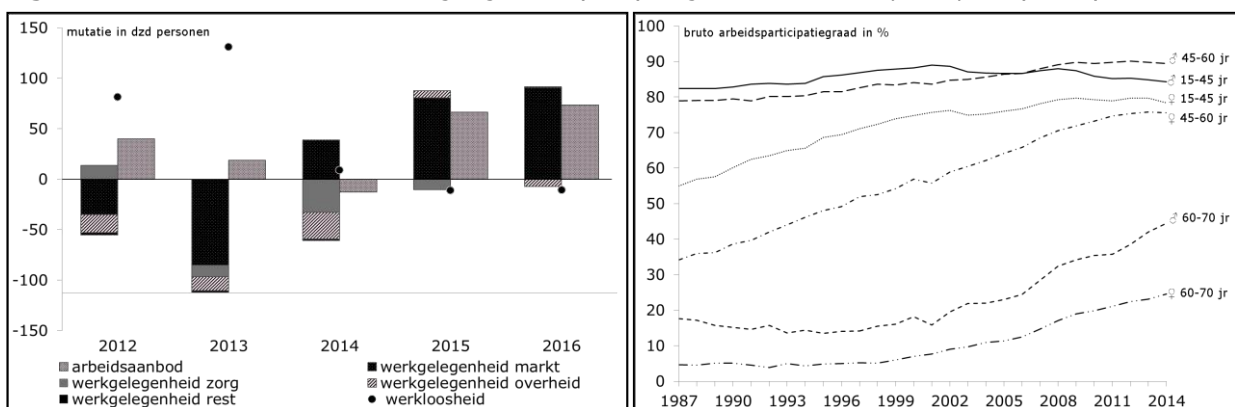 mutatie in dzd personen
150
100
50
0
-50
-100
-150
2012 2013 2014 2015 2016
arbeidsaanbod werkgelegenheid markt
werkgelegenheid zorg werkgelegenheid overheid
werkgelegenheid rest werkloosheid
bruto arbeidsparticipatiegraad in %
100
90
80
70
60
50
40
30
20
10
0
1987 1990 1993 1996 1999 2002 2005 2008 2011 2014
♂ 45-60 jr
♂ 15-45 jr
♀ 15-45 jr
♀ 45-60 jr
♂ 60-70 jr
♀ 60-70 jr